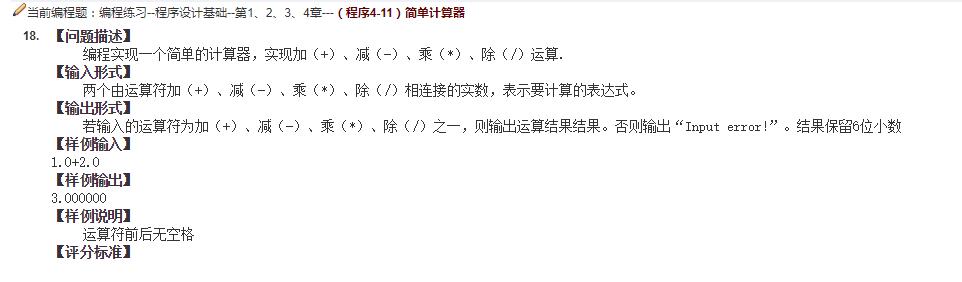 当前编程题：编程练习--程序设计基础--第1、2、3、4章---（程序4-11）简单计算器
18. 【问题描述】
编程实现一个简单的计算器，实现加（+）、减（-）、乘（*）、除（/）运算.
【输入形式】
两个由运算符加（+）、减（-）、乘（*）、除（/）相连接的实数，表示要计算的表达式。
【输出形式】
若输入的运算符为加（+）、减（-）、乘（*）、除（/）之一，则输出运算结果结果。否则输出“Input error!”。结果保留6位小数
【样例输入】
1.0+2.0
【样例输出】
3.000000
【样例说明】
运算符前后无空格
【评分标准】